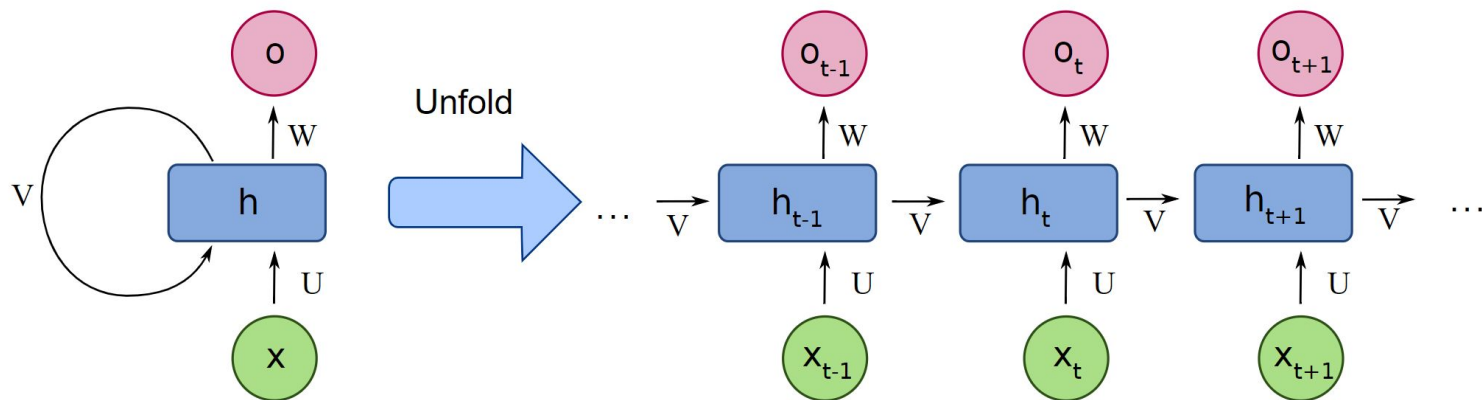 o
o_{t-1}
o_t
o_{t+1}
Unfold
W
W
W
W
V
h
...
V
h_{t-1}
V
h_t
V
h_{t+1}
V
...
U
U
U
U
x
x_{t-1}
x_t
x_{t+1}